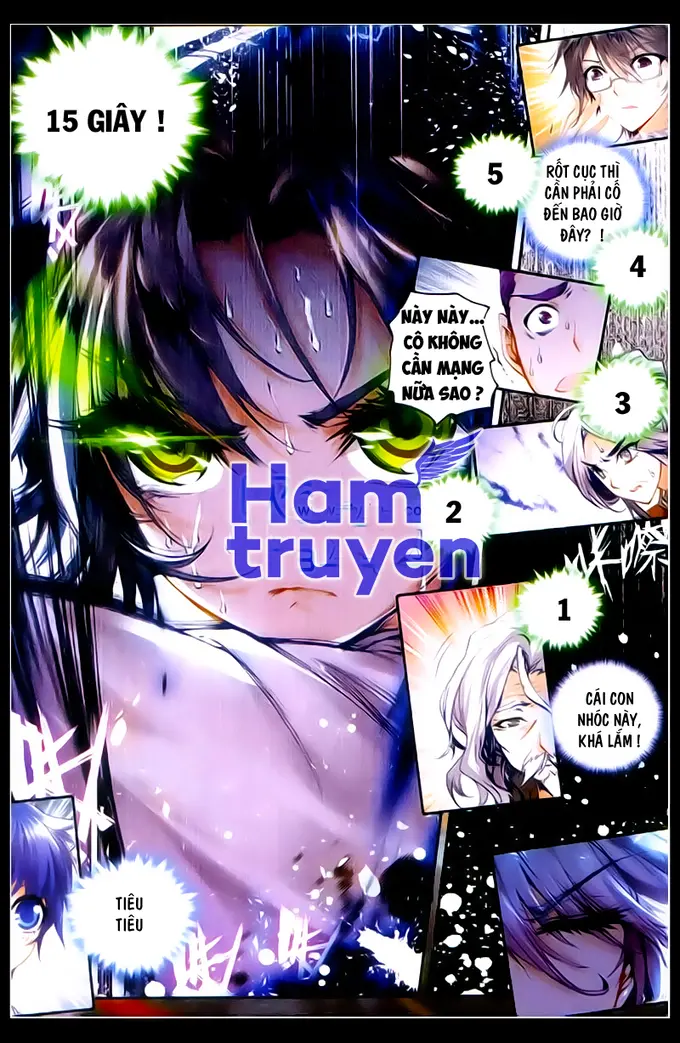 15 GIÂY !
5
RỐT CỤC THÌ
CẦN PHẢI CỐ
ĐẾN BAO GIỜ
ĐÂY? !
4
NÀY NÀY...
CÔ KHÔNG
CẦN MẠNG
NỮA SAO ?
3
2
Ham
truyen
1
CÁI CON
NHÓC NÀY,
KHÁ LẮM !
TIÊU
TIÊU